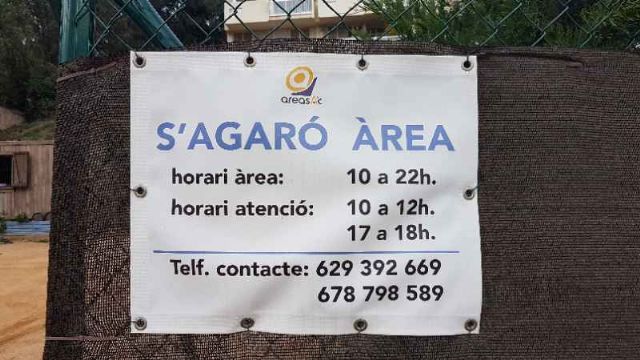 areasAc
S'AGARÓ ÀREA
horari àrea: 10 a 22h.
horari atenció: 10 a 12h.
17 a 18h.
Telf. contacte: 629 392 669
678 798 589